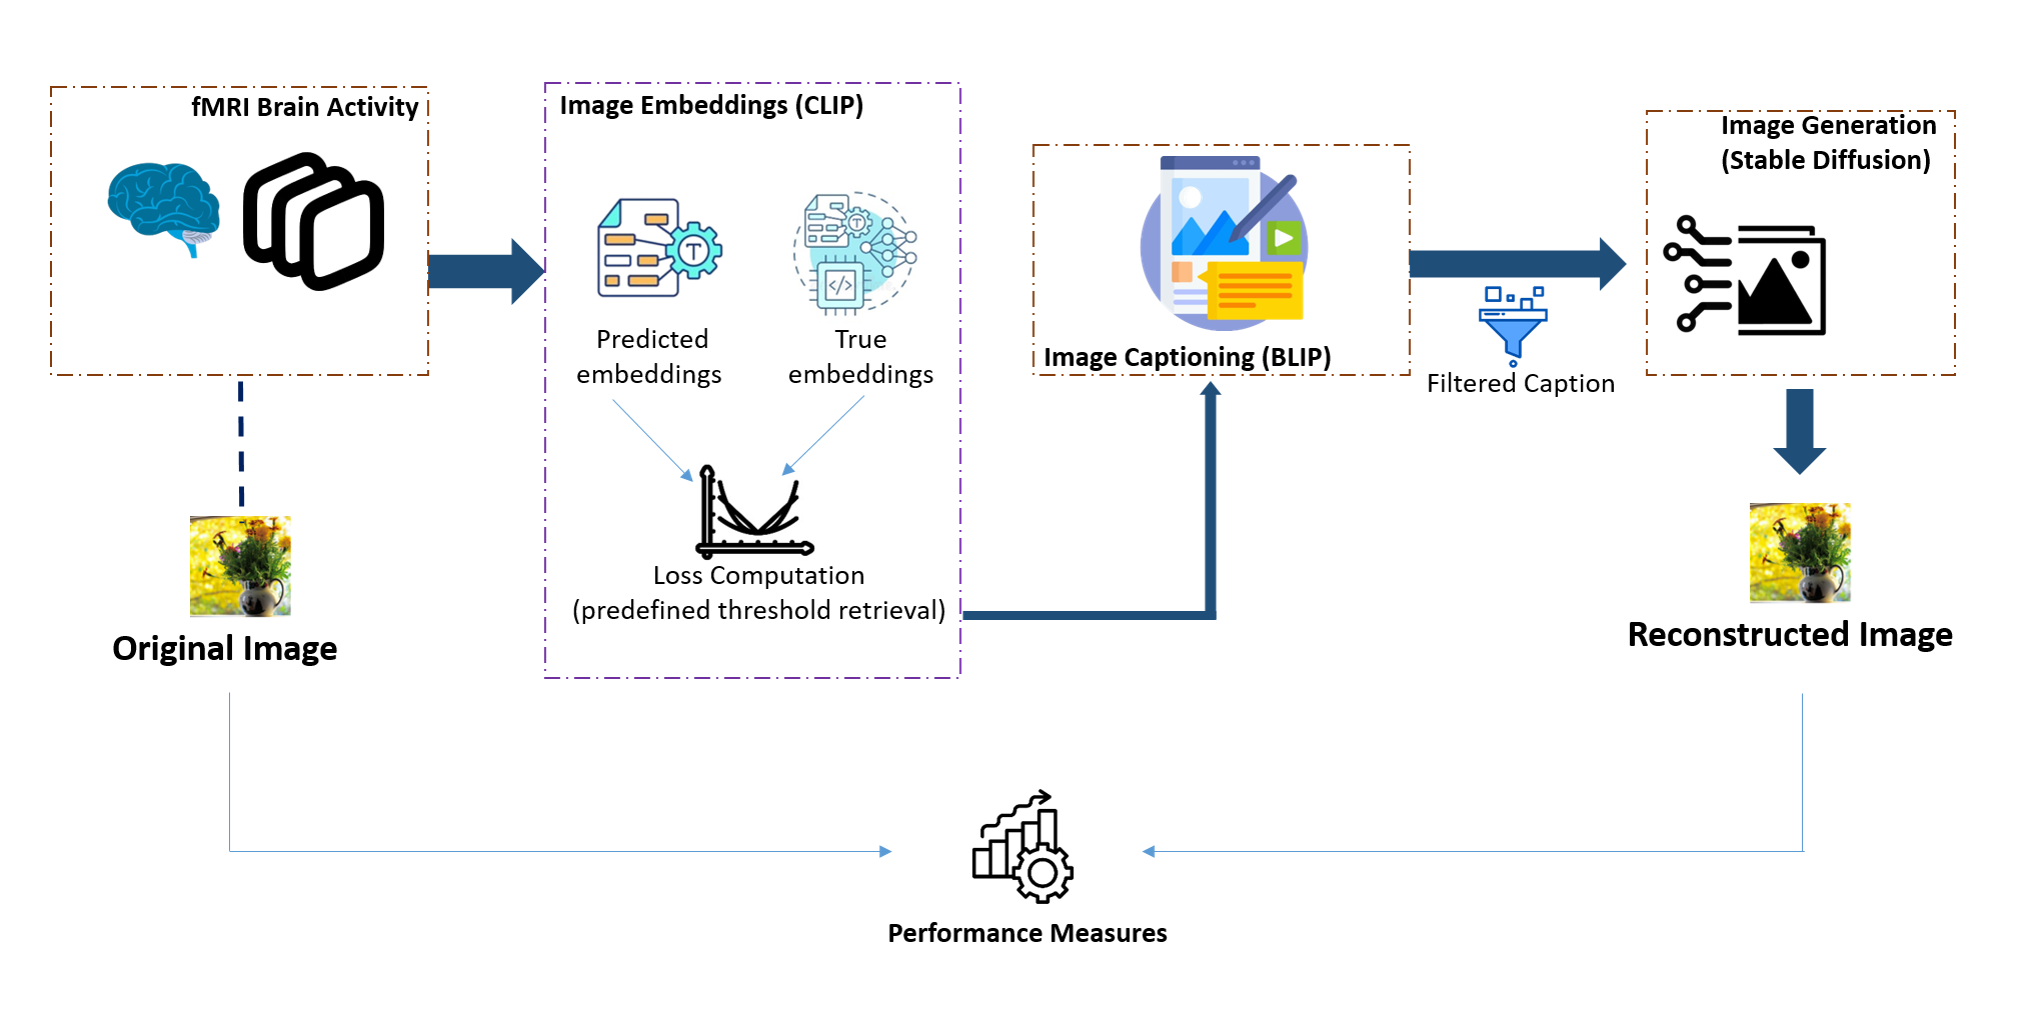 fMRI Brain Activity
Image Embeddings (CLIP)
Predicted
embeddings
True
embeddings
Loss Computation
(predefined threshold retrieval)
Image Captioning (BLIP)
Filtered Caption
Image Generation
(Stable Diffusion)
Original Image
Reconstructed Image
Performance Measures